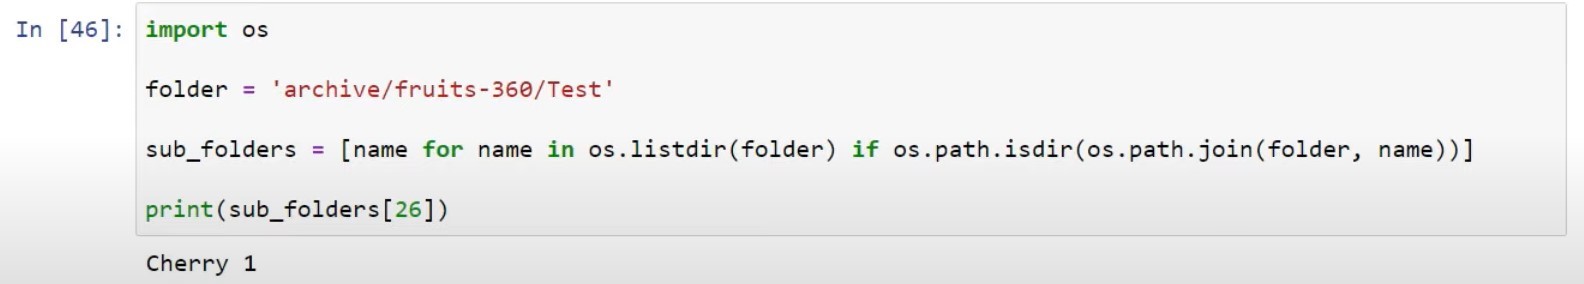 In [46]:
import os
folder = 'archive/fruits-360/Test'
sub_folders = [name for name in os.listdir(folder) if os.path.isdir(os.path.join(folder, name))]
print(sub_folders[26])
Cherry 1